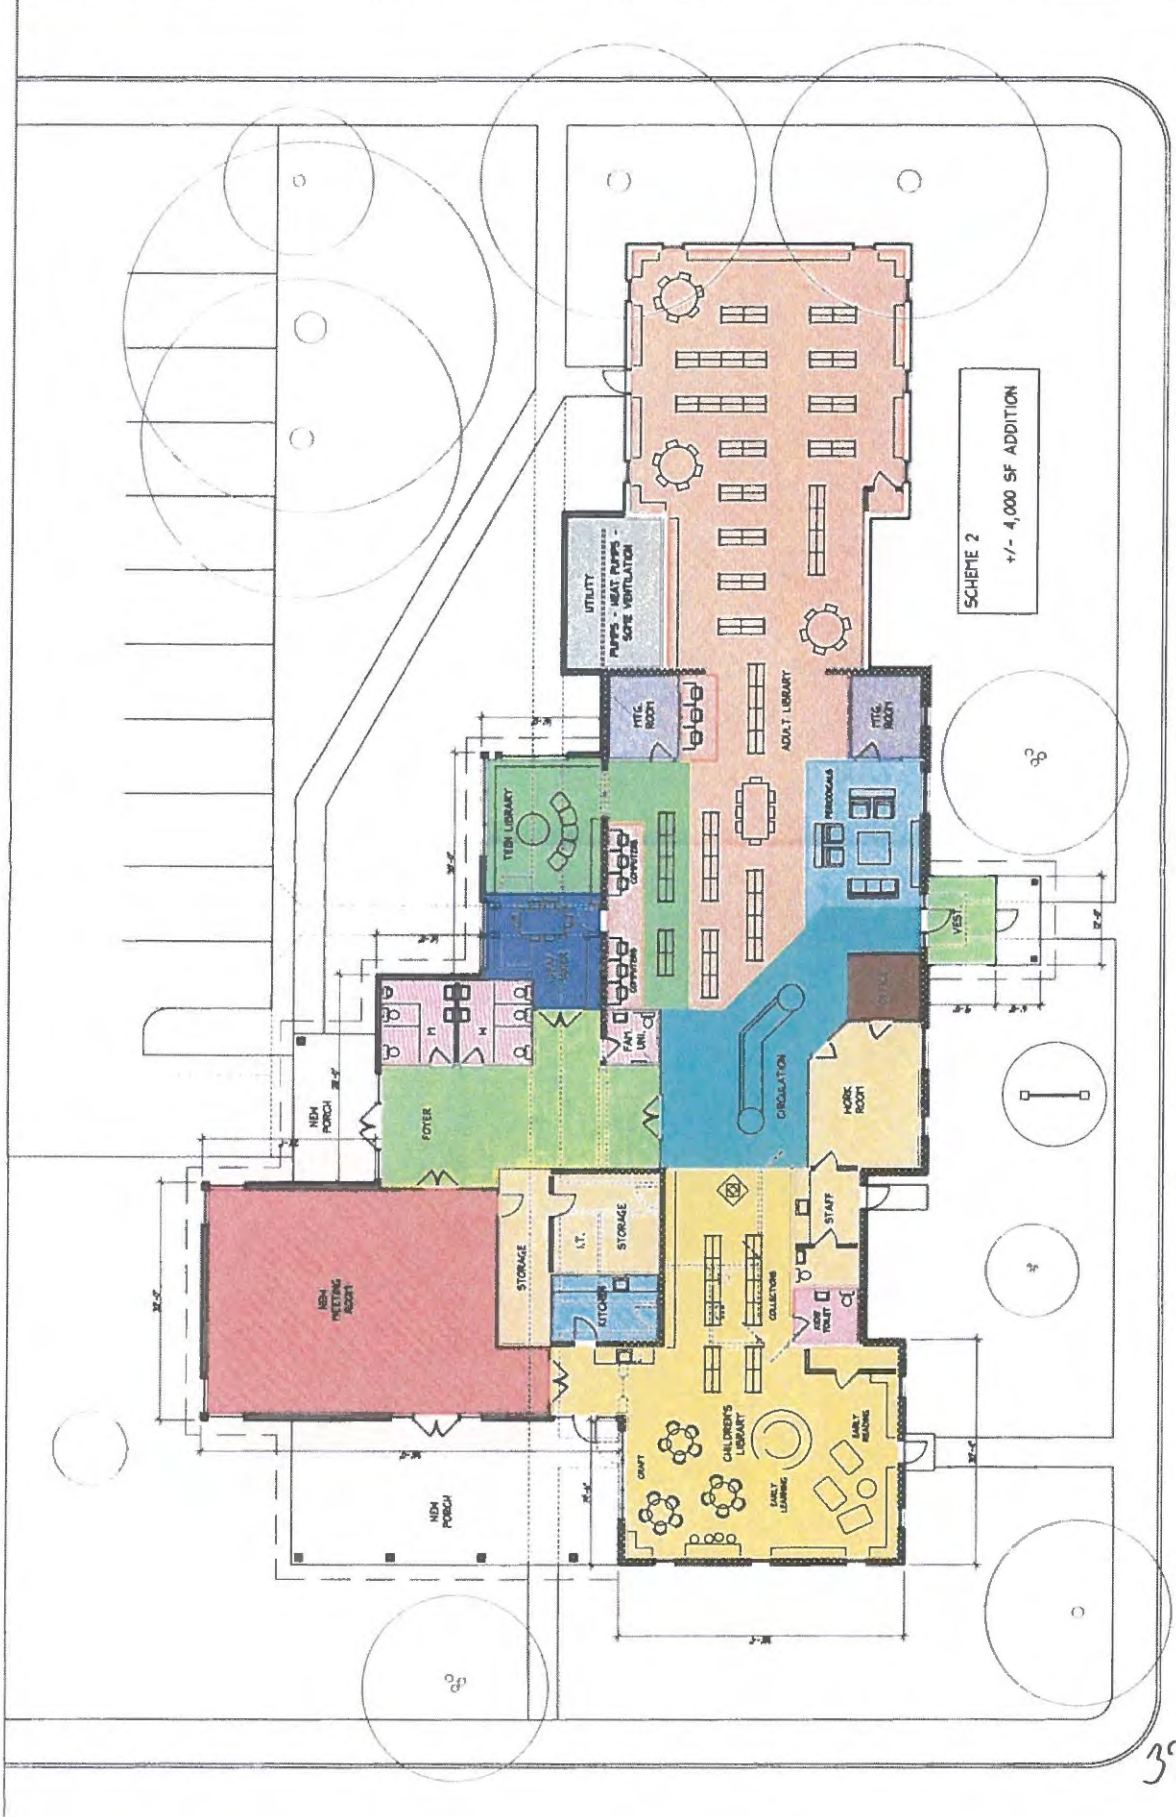 SCHEME 2
+/- 4,000 SF ADDITION
UTILITY
PUMPS - HEAT PUMPS -
SOME VENTILATION
MTG.
ROOM
MTG.
ROOM
ADULT LIBRARY
TEEN LIBRARY
COMPUTERS
COMPUTERS
PERIODICALS
VEST
M
W
FAM.
UNI.
FOYER
NEW
PORCH
CIRCULATION
WORK
ROOM
NEW
MEETING
ROOM
STORAGE
I.T.
STORAGE
KITCHEN
STAFF
COLLECTIONS
TOILET
CHILDREN'S
LIBRARY
CRAFT
EARLY
LEARNING
EARLY
READING
NEW
PORCH